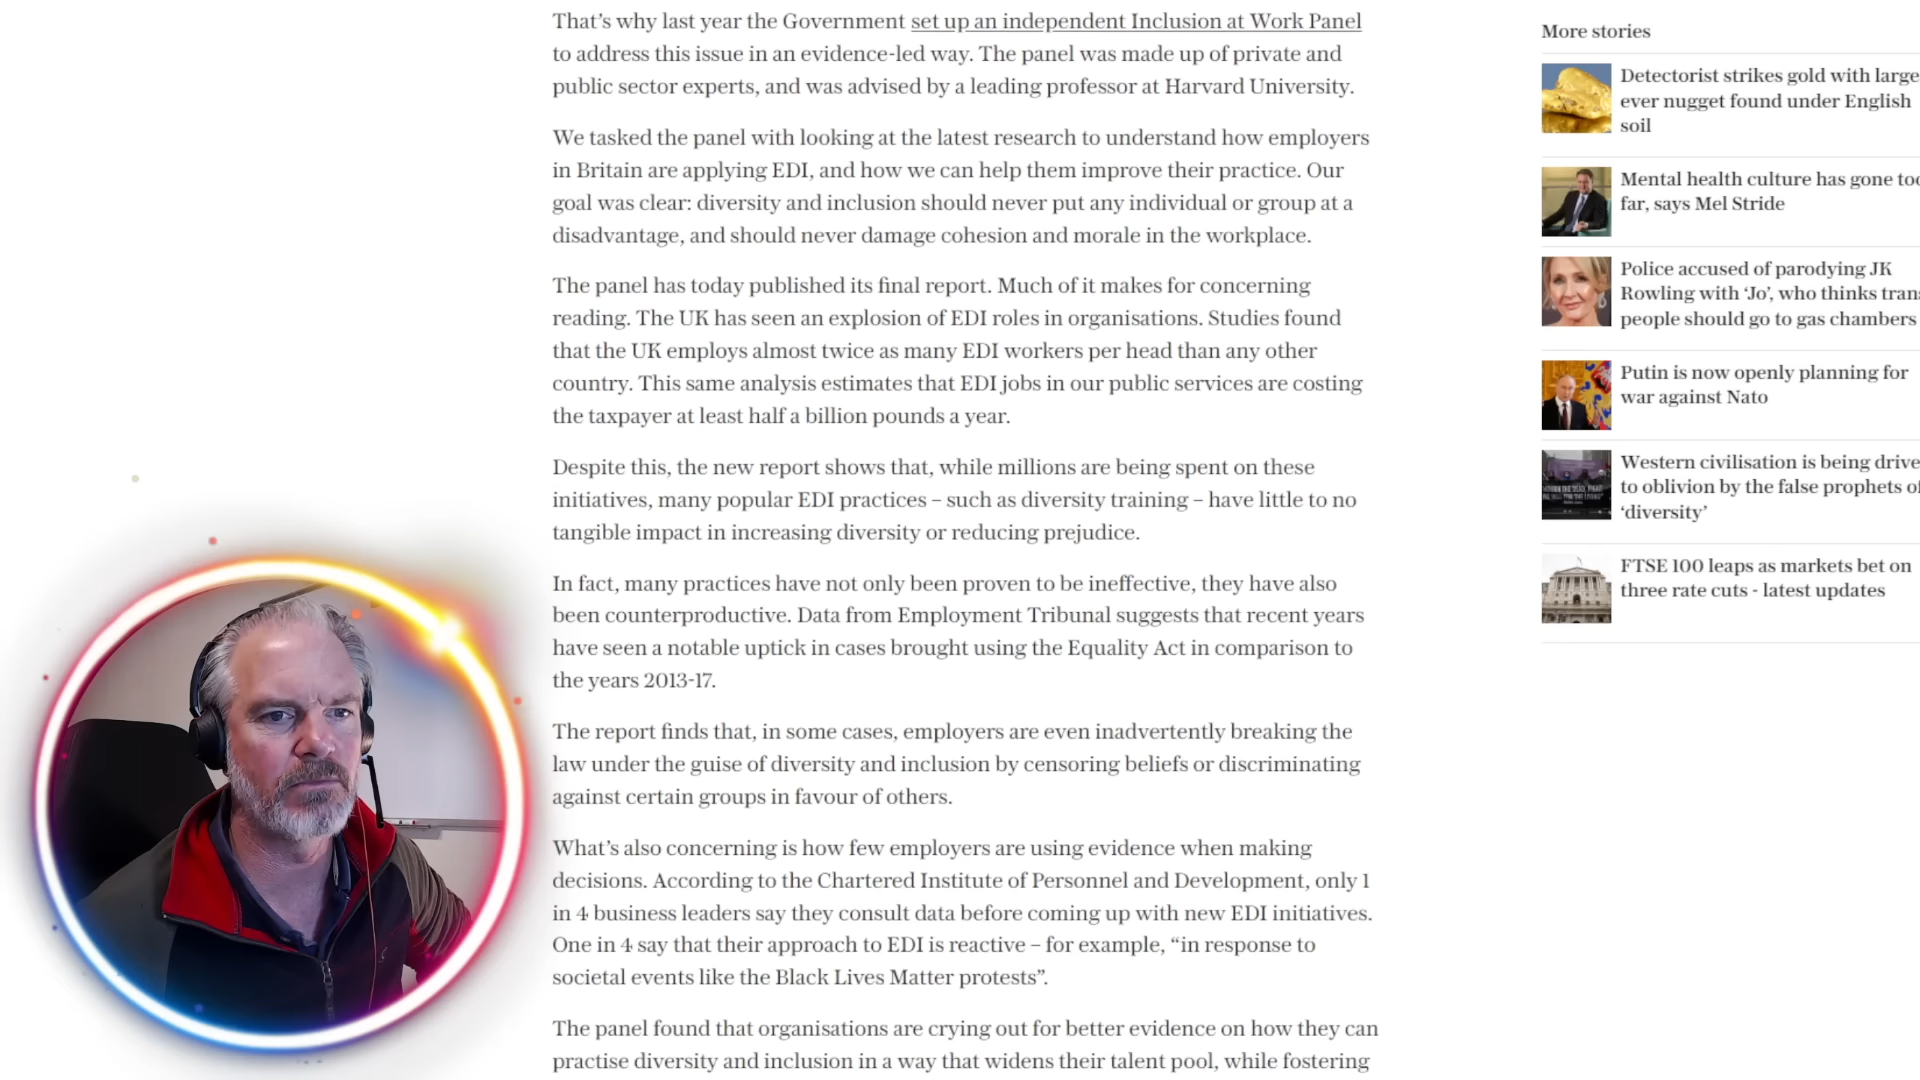 That’s why last year the Government set up an independent Inclusion at Work Panel
to address this issue in an evidence-led way. The panel was made up of private and
public sector experts, and was advised by a leading professor at Harvard University.
We tasked the panel with looking at the latest research to understand how employers
in Britain are applying EDI, and how we can help them improve their practice. Our
goal was clear: diversity and inclusion should never put any individual or group at a
disadvantage, and should never damage cohesion and morale in the workplace.
The panel has today published its final report. Much of it makes for concerning
reading. The UK has seen an explosion of EDI roles in organisations. Studies found
that the UK employs almost twice as many EDI workers per head than any other
country. This same analysis estimates that EDI jobs in our public services are costing
the taxpayer at least half a billion pounds a year.
Despite this, the new report shows that, while millions are being spent on these
initiatives, many popular EDI practices – such as diversity training – have little to no
tangible impact in increasing diversity or reducing prejudice.
In fact, many practices have not only been proven to be ineffective, they have also
been counterproductive. Data from Employment Tribunal suggests that recent years
have seen a notable uptick in cases brought using the Equality Act in comparison to
the years 2013-17.
The report finds that, in some cases, employers are even inadvertently breaking the
law under the guise of diversity and inclusion by censoring beliefs or discriminating
against certain groups in favour of others.
What’s also concerning is how few employers are using evidence when making
decisions. According to the Chartered Institute of Personnel and Development, only 1
in 4 business leaders say they consult data before coming up with new EDI initiatives.
One in 4 say that their approach to EDI is reactive – for example, “in response to
societal events like the Black Lives Matter protests”.
The panel found that organisations are crying out for better evidence on how they can
practise diversity and inclusion in a way that widens their talent pool, while fostering
More stories
Detectorist strikes gold with large
ever nugget found under English
soil
Mental health culture has gone too
far, says Mel Stride
Police accused of parodying JK
Rowling with ‘Jo’, who thinks tran
people should go to gas chambers
Putin is now openly planning for
war against Nato
Western civilisation is being drive
to oblivion by the false prophets of
‘diversity’
FTSE 100 leaps as markets bet on
three rate cuts - latest updates